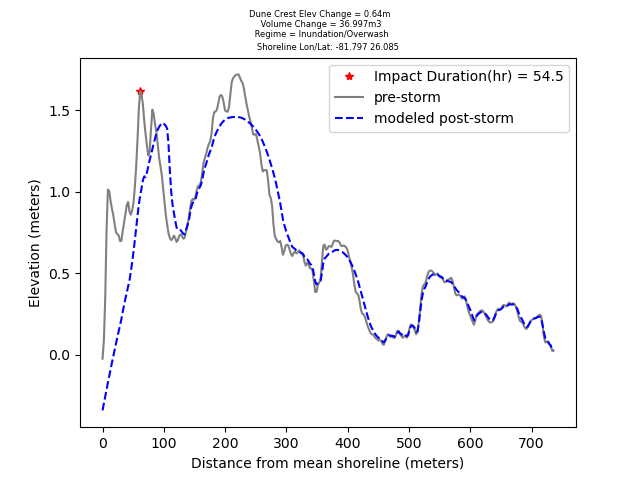 Dune Crest Elev Change = 0.64m
Volume Change = 36.997m3
Regime = Inundation/Overwash
Shoreline Lon/Lat: -81.797 26.085
Impact Duration(hr) = 54.5
pre-storm
modeled post-storm
Elevation (meters)
1.5
1.0
0.5
0.0
0 100 200 300 400 500 600 700
Distance from mean shoreline (meters)